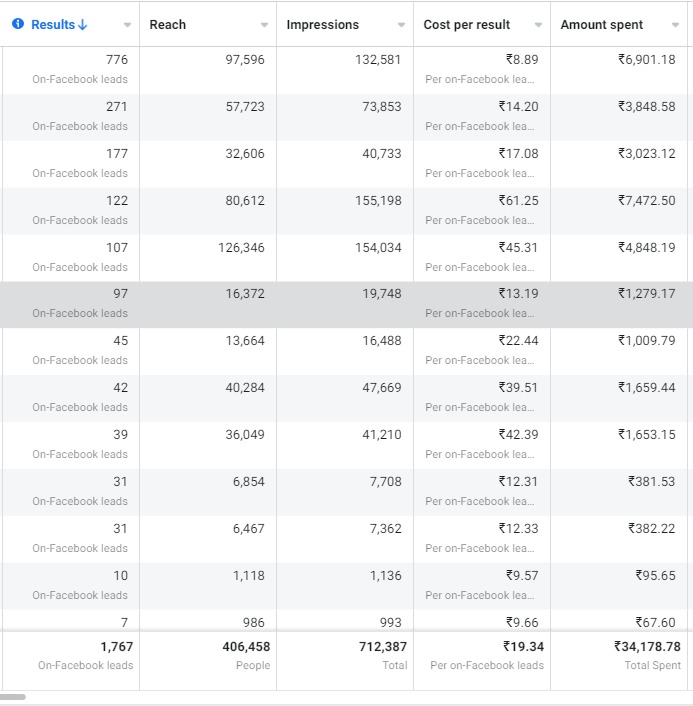 Results↓ Reach Impressions Cost per result Amount spent
776 97,596 132,581 ₹8.89 ₹6,901.18
On-Facebook leads Per on-Facebook lea...
271 57,723 73,853 ₹14.20 ₹3,848.58
On-Facebook leads Per on-Facebook lea...
177 32,606 40,733 ₹17.08 ₹3,023.12
On-Facebook leads Per on-Facebook lea...
122 80,612 155,198 ₹61.25 ₹7,472.50
On-Facebook leads Per on-Facebook lea...
107 126,346 154,034 ₹45.31 ₹4,848.19
On-Facebook leads Per on-Facebook lea...
97 16,372 19,748 ₹13.19 ₹1,279.17
On-Facebook leads Per on-Facebook lea...
45 13,664 16,488 ₹22.44 ₹1,009.79
On-Facebook leads Per on-Facebook lea...
42 40,284 47,669 ₹39.51 ₹1,659.44
On-Facebook leads Per on-Facebook lea...
39 36,049 41,210 ₹42.39 ₹1,653.15
On-Facebook leads Per on-Facebook lea...
31 6,854 7,708 ₹12.31 ₹381.53
On-Facebook leads Per on-Facebook lea...
31 6,467 7,362 ₹12.33 ₹382.22
On-Facebook leads Per on-Facebook lea...
10 1,118 1,136 ₹9.57 ₹95.65
On-Facebook leads Per on-Facebook lea...
7 986 993 ₹9.66 ₹67.60
1,767 406,458 712,387 ₹19.34 ₹34,178.78
On-Facebook leads People Total Per on-Facebook leads Total Spent